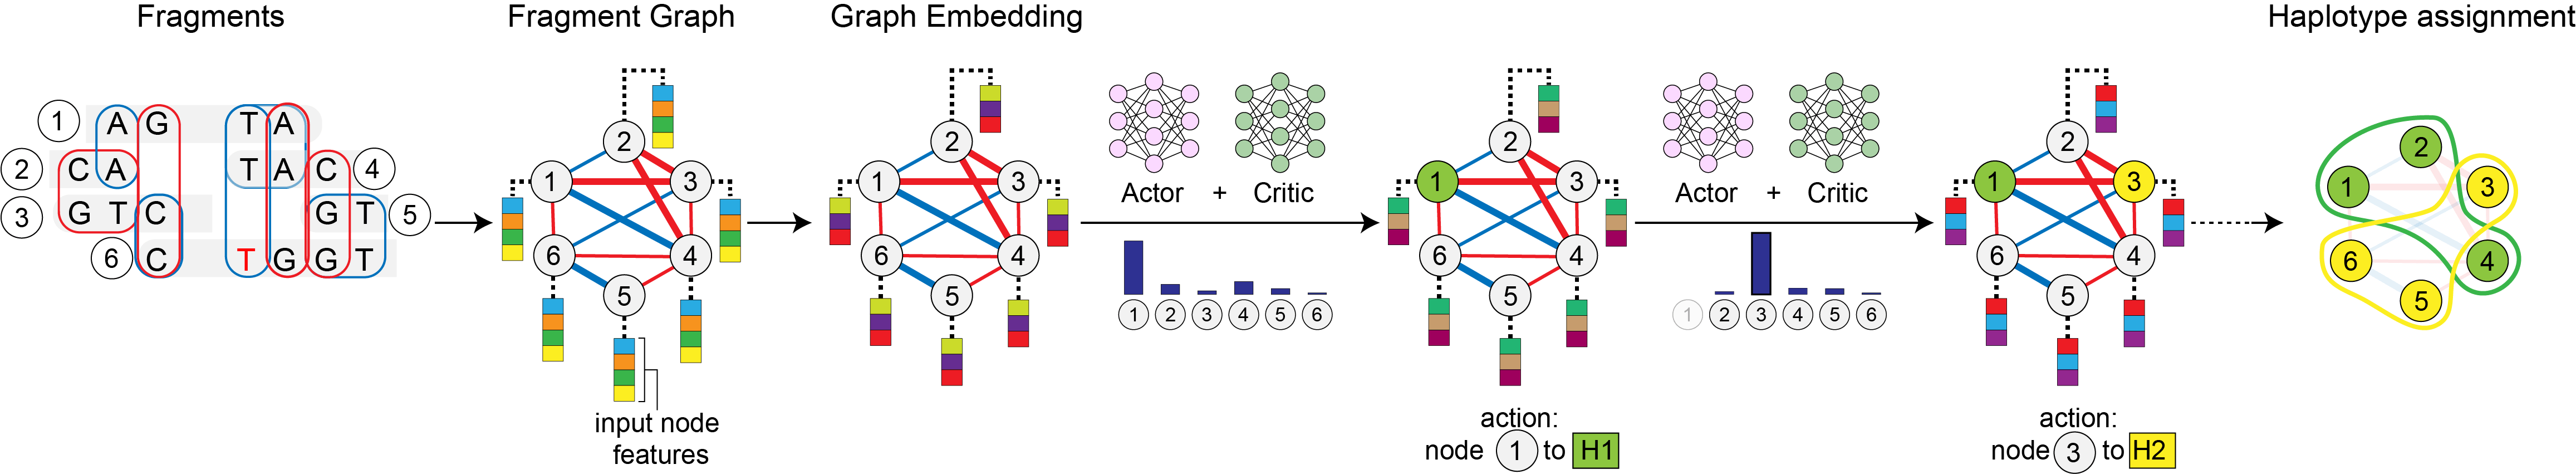 Fragments
Fragment Graph
Graph Embedding
Haplotype assignment
1 A G T A
2 C A T A C 4
3 G T C G T 5
6 C T G G T
2
1 3
6 4
5
input node
features
2
1 3
6 4
5
Actor + Critic
1 2 3 4 5 6
2
1 3
6 4
5
action:
node 1 to H1
Actor + Critic
1 2 3 4 5 6
2
1 3
6 4
5
action:
node 3 to H2
2
1 3
6 4
5